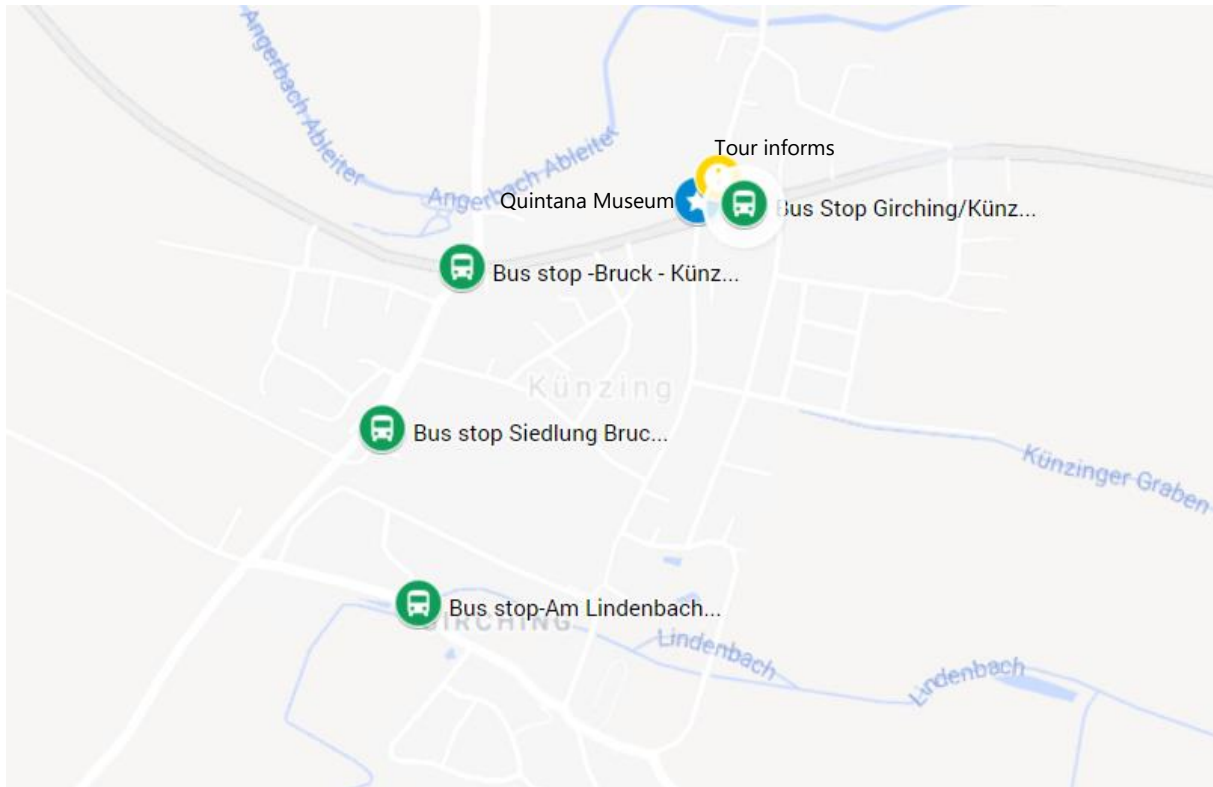 Angerbach Ableiter
Angerbach Ableiter
Tour informs
Quintana Museum
Bus Stop Girching/Künz...
Bus stop -Bruck - Künz...
Künzing
Bus stop Siedlung Bruc...
Künzinger Graben
Bus stop-Am Lindenbach...
GIRCHING
Lindenbach
Lindenbach